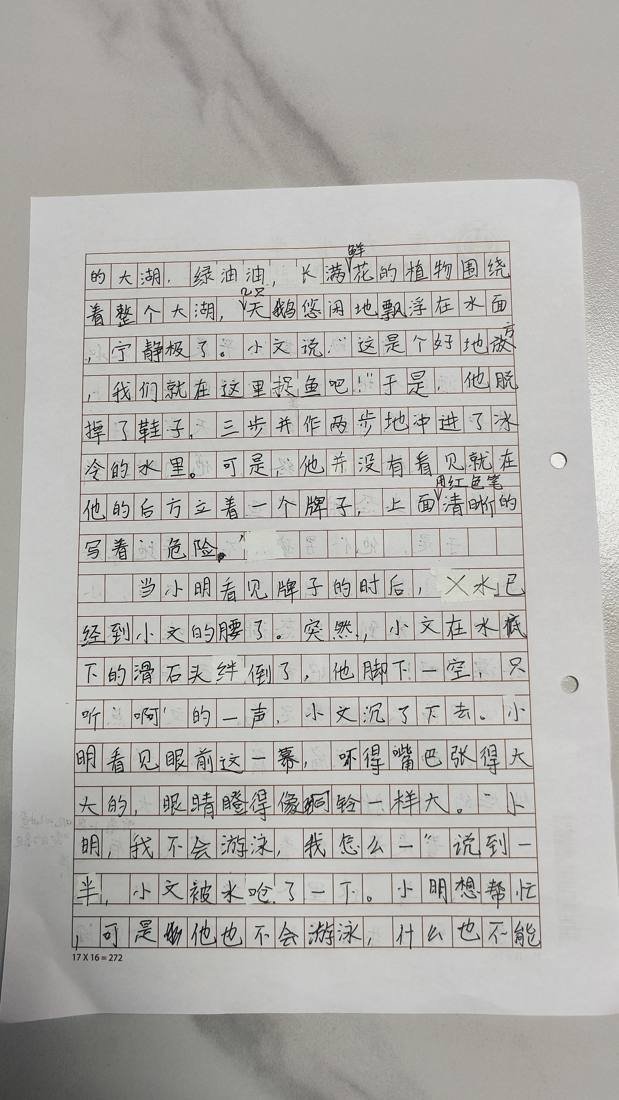 的大湖．绿油油，长满鲜花的植物围绕
着整个大湖，几只天鹅悠闲地飘浮在水面
，宁静极了。小文说："这是个好地方
，我们就在这里捉鱼吧！"于是，他脱
掉了鞋子，三步并作两步地冲进了冰
冷的水里。可是，他并没有看见就在
他的后方立着一个牌子，上面用红色笔清晰的
写着"危险。"
当小明看见牌子的时后，水已
经到小文的腰了。突然，小文在水底
下的滑石头绊倒了，他脚下一空，只
听"啊"的一声，小文沉了下去。小
明看见眼前这一幕，吓得嘴巴张得大
大的，眼睛瞪得像铜铃一样大。"小
明，我不会游泳，我怎么一"说到一
半，小文被水呛了一下。小明想帮忙
，可是他也不会游泳，什么也不能
17 X 16 = 272